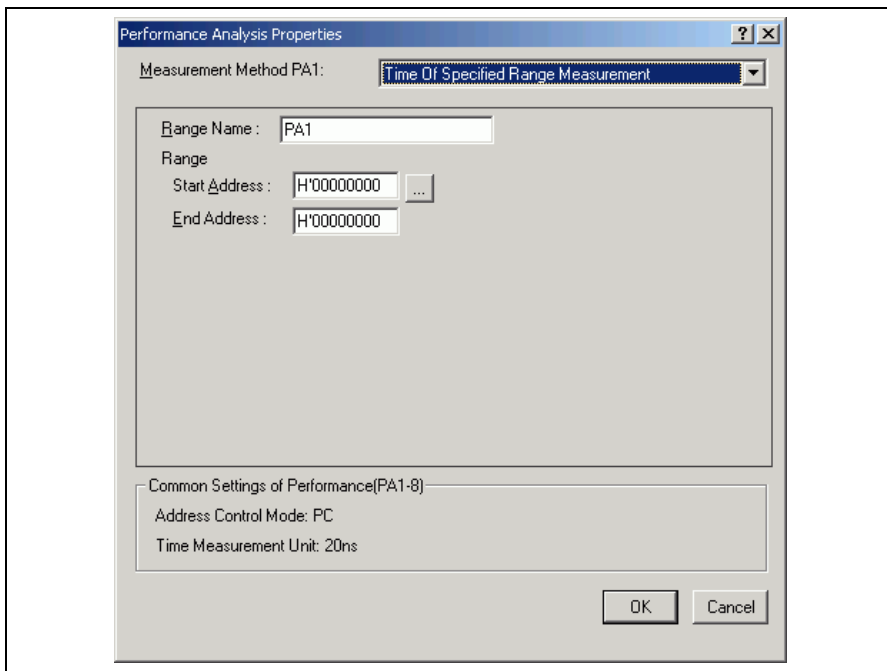 Performance Analysis Properties
Measurement Method PA1: Time Of Specified Range Measurement
Range Name : PA1
Range
Start Address : H'00000000 ...
End Address : H'00000000
Common Settings of Performance(PA1-8)
Address Control Mode: PC
Time Measurement Unit: 20ns
OK Cancel